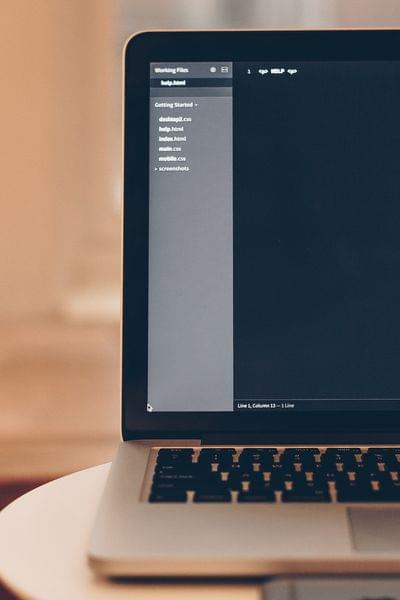 Working Files
help.html
Getting Started
desktop2.css
help.html
index.html
main.css
mobile.css
screenshots
1 <p> HELP <p>
Line 1, Column 13 — 1 Line